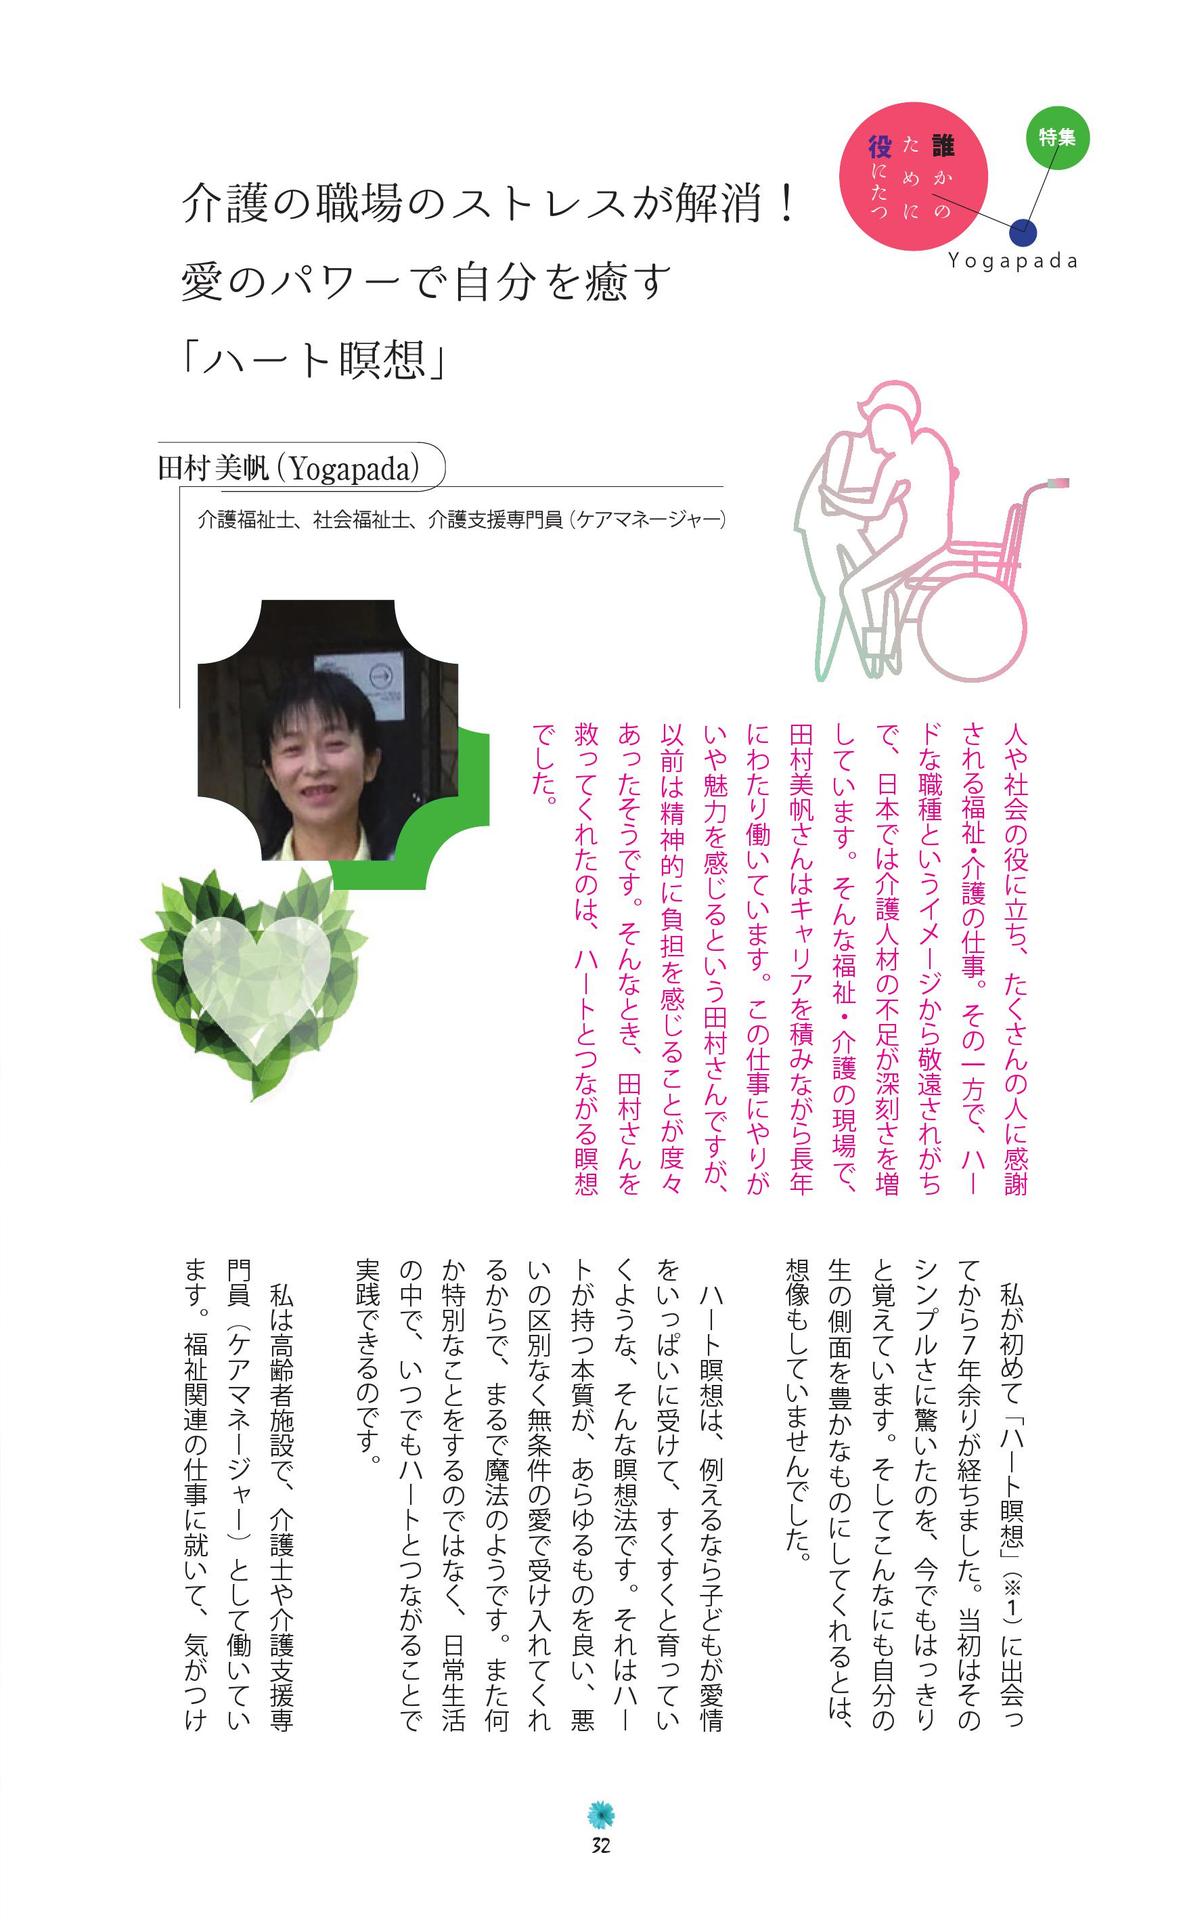 特集
誰かの
ために
役にたつ
Yogapada
介護の職場のストレスが解消！
愛のパワーで自分を癒す
「ハート瞑想」
田村 美帆（Yogapada）
介護福祉士、社会福祉士、介護支援専門員（ケアマネージャー）
人や社会の役に立ち、たくさんの人に感謝
される福祉・介護の仕事。その一方で、ハー
ドな職種というイメージから敬遠されがち
で、日本では介護人材の不足が深刻さを増
しています。そんな福祉・介護の現場で、
田村美帆さんはキャリアを積みながら長年
にわたり働いています。この仕事にやりが
いや魅力を感じるという田村さんですが、
以前は精神的に負担を感じることが度々
あったそうです。そんなとき、田村さんを
救ってくれたのは、ハートとつながる瞑想
でした。
私が初めて「ハート瞑想」（※1）に出会っ
てから7年余りが経ちました。当初はその
シンプルさに驚いたのを、今でもはっきり
と覚えています。そしてこんなにも自分の
生の側面を豊かなものにしてくれるとは、
想像もしていませんでした。
ハート瞑想は、例えるなら子どもが愛情
をいっぱいに受けて、すくすくと育ってい
くような、そんな瞑想法です。それはハー
トが持つ本質が、あらゆるものを良い、悪
いの区別なく無条件の愛で受け入れてくれ
るからで、まるで魔法のようです。また何
か特別なことをするのではなく、日常生活
の中で、いつでもハートとつながることで
実践できるのです。
私は高齢者施設で、介護士や介護支援専
門員（ケアマネージャー）として働いてい
ます。福祉関連の仕事に就いて、気がつけ
32